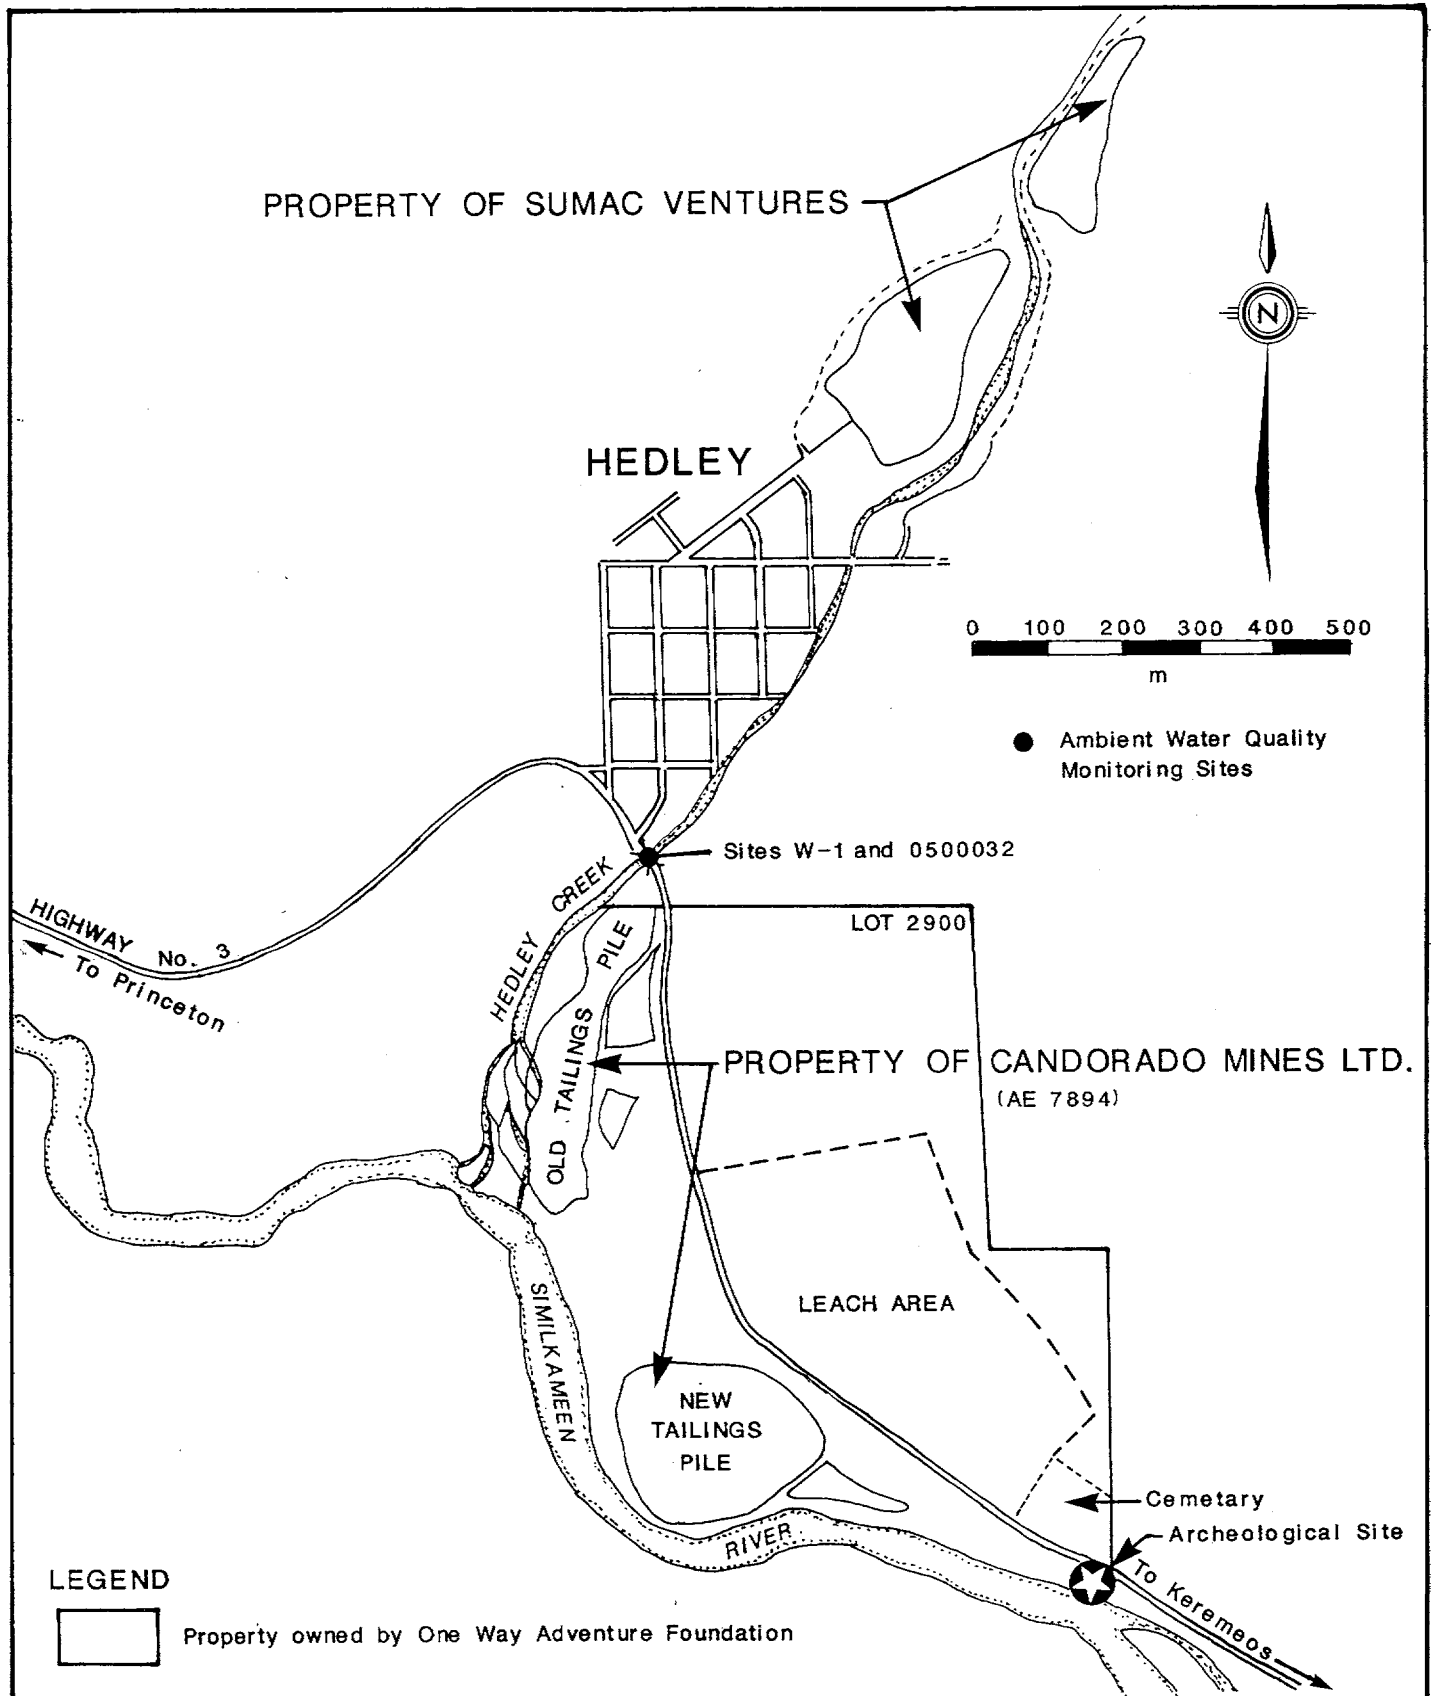 PROPERTY OF SUMAC VENTURES
N
HEDLEY
0 100 200 300 400 500
m
Ambient Water Quality
Monitoring Sites
Sites W-1 and 0500032
HEDLEY CREEK
LOT 2900
HIGHWAY No. 3
To Princeton
OLD TAILINGS PILE
PROPERTY OF CANDORADO MINES LTD.
(AE 7894)
LEACH AREA
SIMILKAMEEN
RIVER
NEW
TAILINGS
PILE
Cemetary
Archeological Site
To Keremeos
LEGEND
Property owned by One Way Adventure Foundation